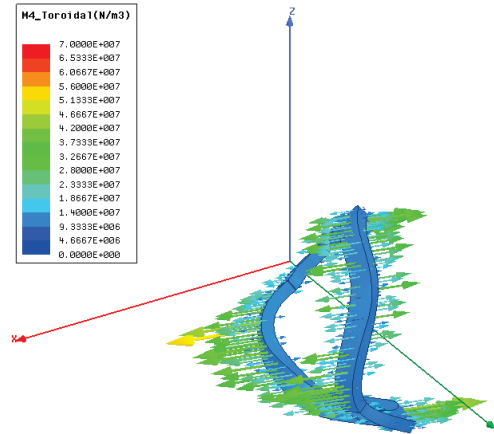 M4_Toroidal(N/m3)
7.0000E+007
6.5333E+007
6.0667E+007
5.6000E+007
5.1333E+007
4.6667E+007
4.2000E+007
3.7333E+007
3.2667E+007
2.8000E+007
2.3333E+007
1.8667E+007
1.4000E+007
9.3333E+006
4.6667E+006
0.0000E+000
Z
X